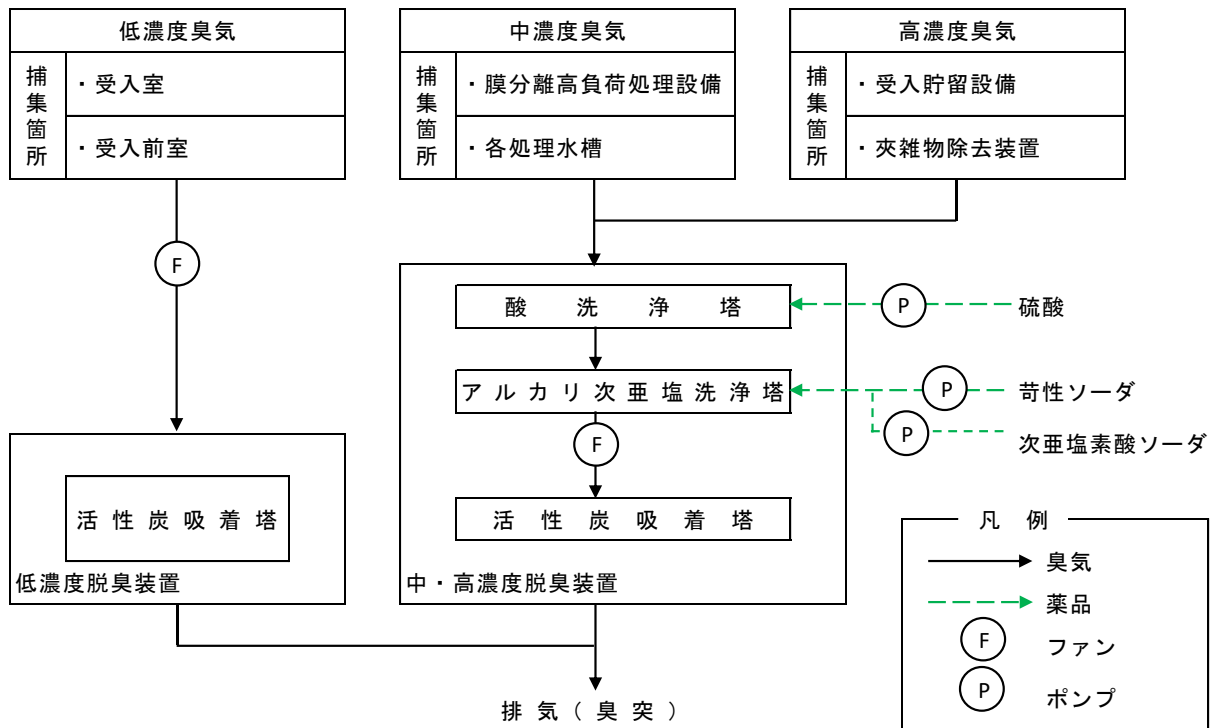 低濃度臭気
捕集箇所
・受入室
・受入前室
中濃度臭気
捕集箇所
・膜分離高負荷処理設備
・各処理水槽
高濃度臭気
捕集箇所
・受入貯留設備
・夾雑物除去装置
F
酸洗浄塔
P
硫酸
アルカリ次亜塩洗浄塔
P
苛性ソーダ
P
次亜塩素酸ソーダ
F
活性炭吸着塔
低濃度脱臭装置
活性炭吸着塔
中・高濃度脱臭装置
排気(臭突)
凡例
臭気
薬品
F
ファン
P
ポンプ